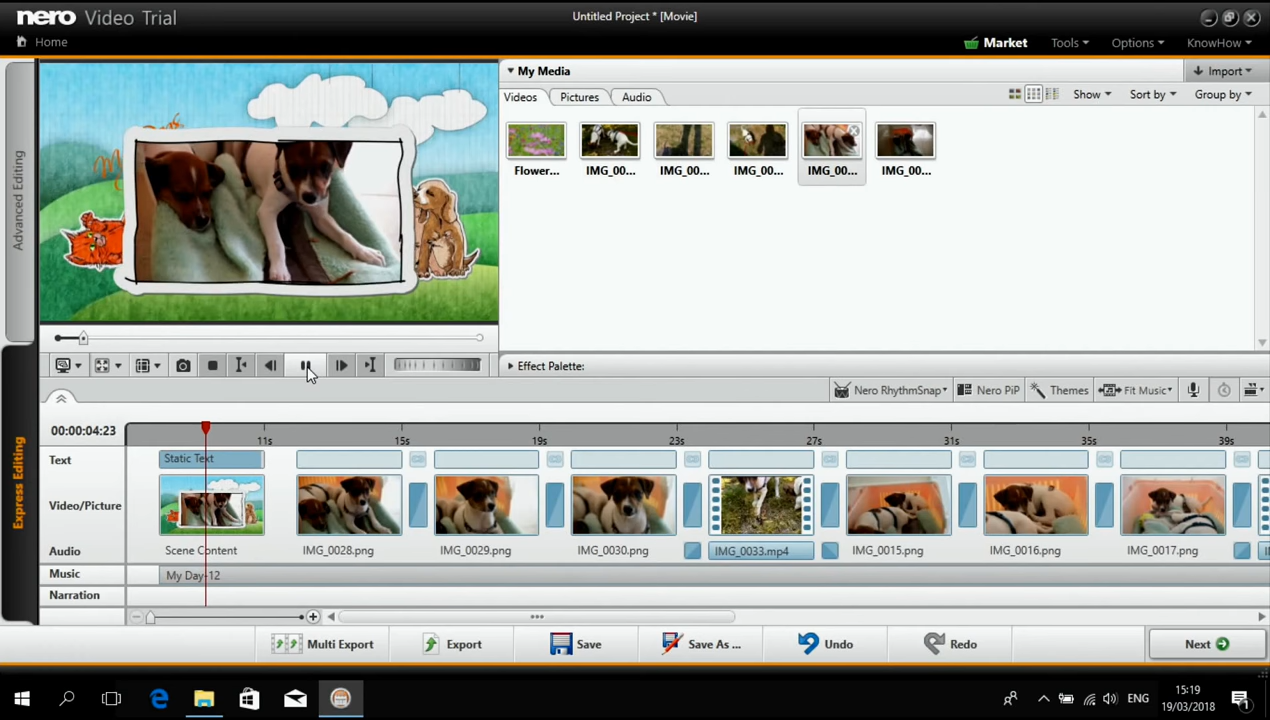 nero Video Trial
Untitled Project * [Movie]
Home
Market
Tools
Options
KnowHow
Advanced Editing
Express Editing
My Media
Import
Videos
Pictures
Audio
Show
Sort by
Group by
Flower...
IMG_00...
IMG_00...
IMG_00...
IMG_00...
IMG_00...
Effect Palette:
Nero RhythmSnap
Nero PiP
Themes
Fit Music
00:00:04:23
11s
15s
19s
23s
27s
31s
35s
39s
Text
Static Text
Video/Picture
Audio
Scene Content
IMG_0028.png
IMG_0029.png
IMG_0030.png
IMG_0033.mp4
IMG_0015.png
IMG_0016.png
IMG_0017.png
Music
My Day-12
Narration
Multi Export
Export
Save
Save As ...
Undo
Redo
Next
ENG
15:19
19/03/2018